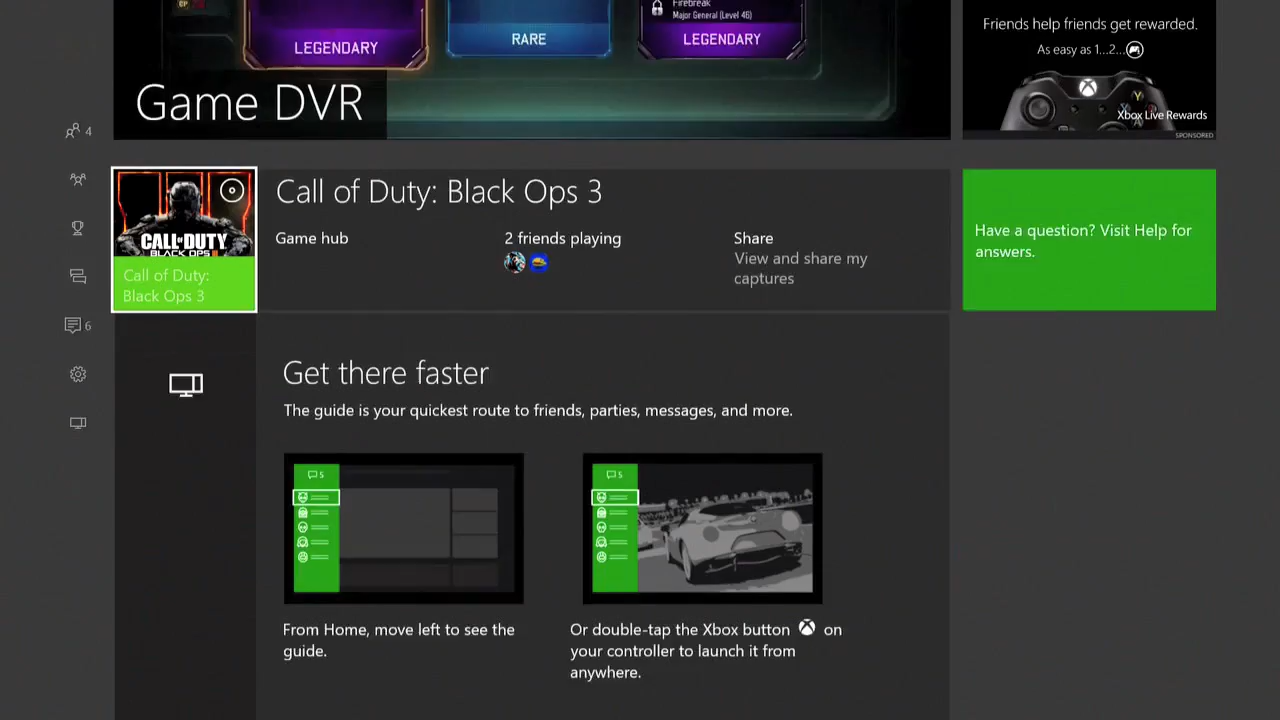 Firebreak
Major General (Level 46)
LEGENDARY
RARE
LEGENDARY
Game DVR
Friends help friends get rewarded.
As easy as 1...2...
Xbox Live Rewards
SPONSORED
4
6
CALL OF DUTY
BLACK OPS III
Call of Duty:
Black Ops 3
Call of Duty: Black Ops 3
Game hub
2 friends playing
Share
View and share my
captures
Have a question? Visit Help for
answers.
Get there faster
The guide is your quickest route to friends, parties, messages, and more.
5
5
From Home, move left to see the
guide.
Or double-tap the Xbox button on
your controller to launch it from
anywhere.